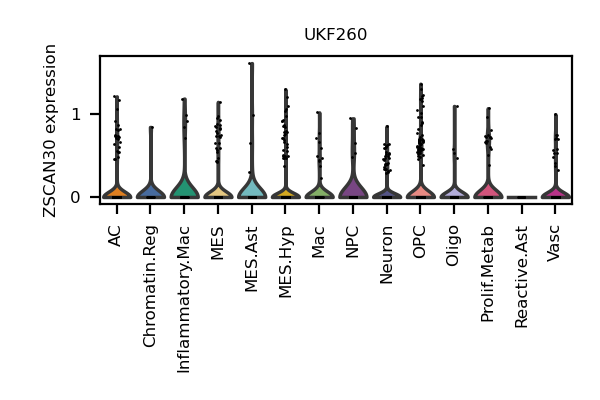 UKF260
ZSCAN30 expression
1
0
AC
Chromatin.Reg
Inflammatory.Mac
MES
MES.Ast
MES.Hyp
Mac
NPC
Neuron
OPC
Oligo
Prolif.Metab
Reactive.Ast
Vasc